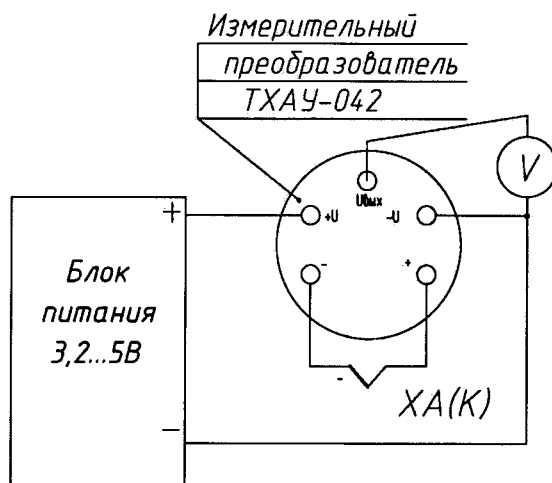 Измерительный
преобразователь
ТХАУ-042
V
Uвых
+
+U
-U
Блок
питания
3,2...5В
-
+
-
ХА(К)
-